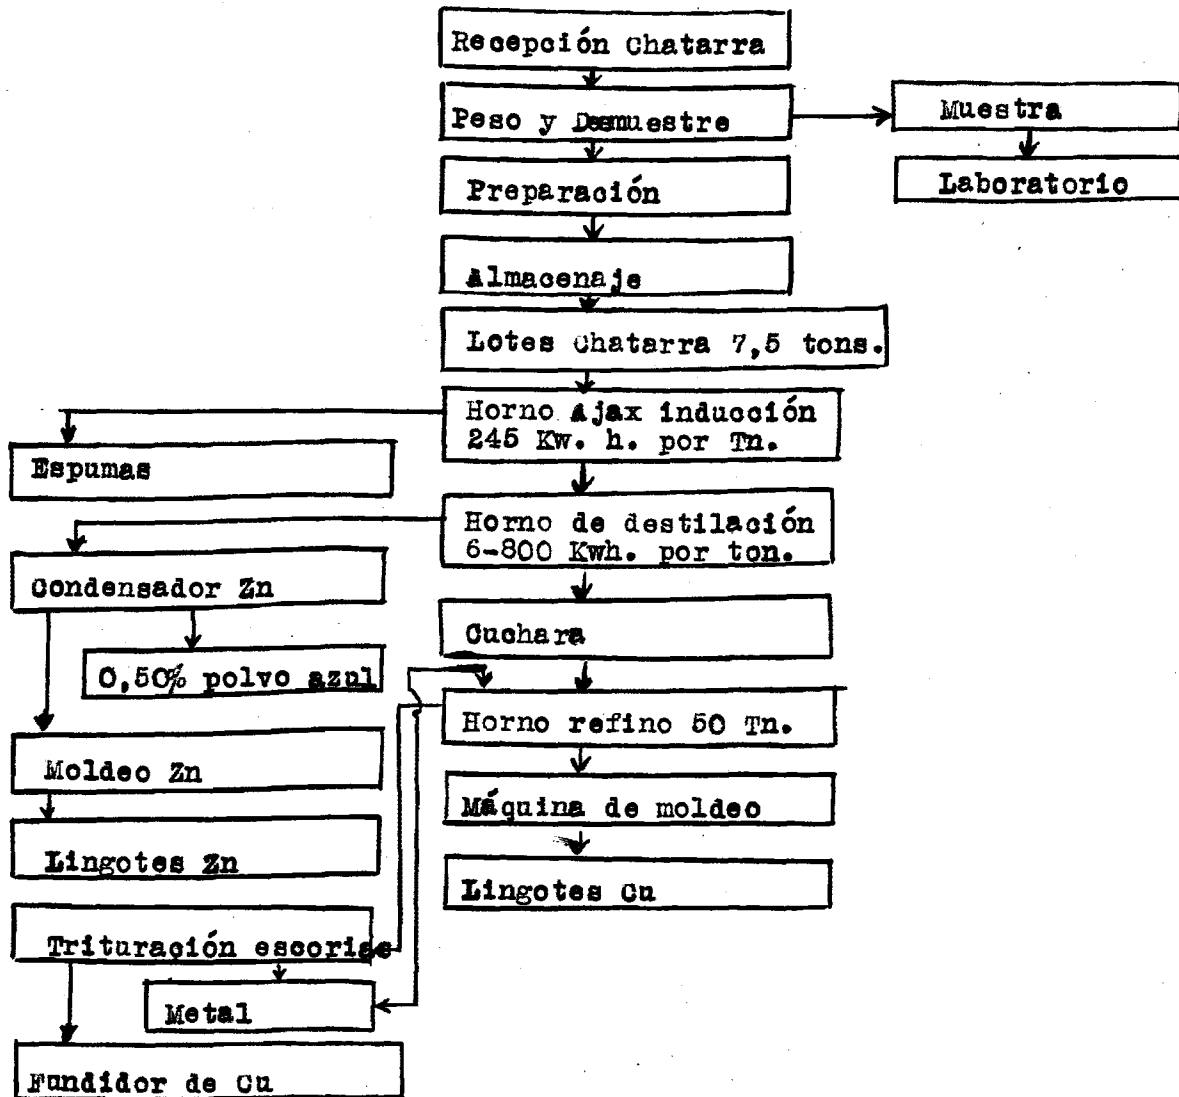 Recepción Chatarra
Peso y Desmuestre
Muestra
Preparación
Laboratorio
Almacenaje
Lotes Chatarra 7,5 tons.
Horno Ajax inducción
245 Kw. h. por Tn.
Espumas
Horno de destilación
6-800 Kwh. por ton.
Condensador Zn
Cuchara
0,50% polvo azul
Horno refino 50 Tn.
Moldeo Zn
Máquina de moldeo
Lingotes Zn
Lingotes Cu
Trituración escorias
Metal
Fundidor de Cu